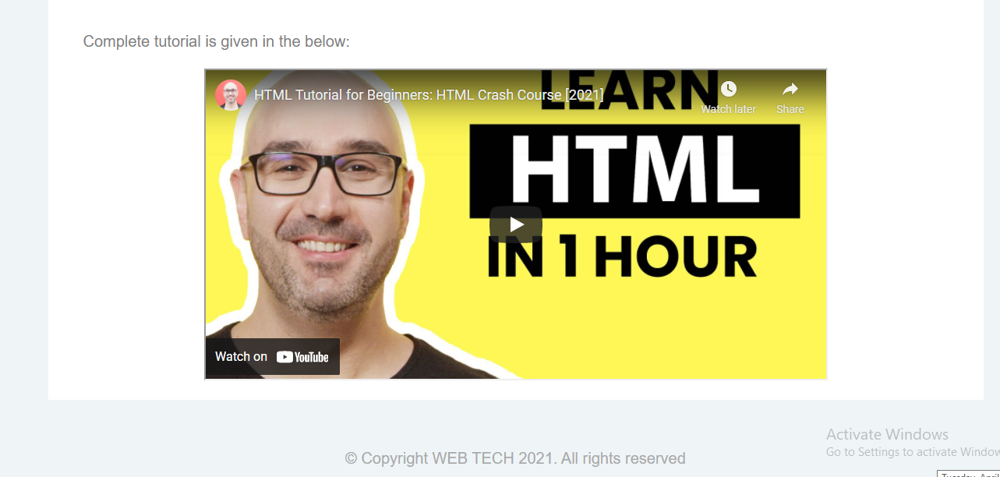 Complete tutorial is given in the below:
HTML Tutorial for Beginners: HTML Crash Course [2021]
Watch later
Share
LEARN
HTML
IN 1 HOUR
Watch on YouTube
Activate Windows
Go to Settings to activate Window
© Copyright WEB TECH 2021. All rights reserved
Tuesday, April